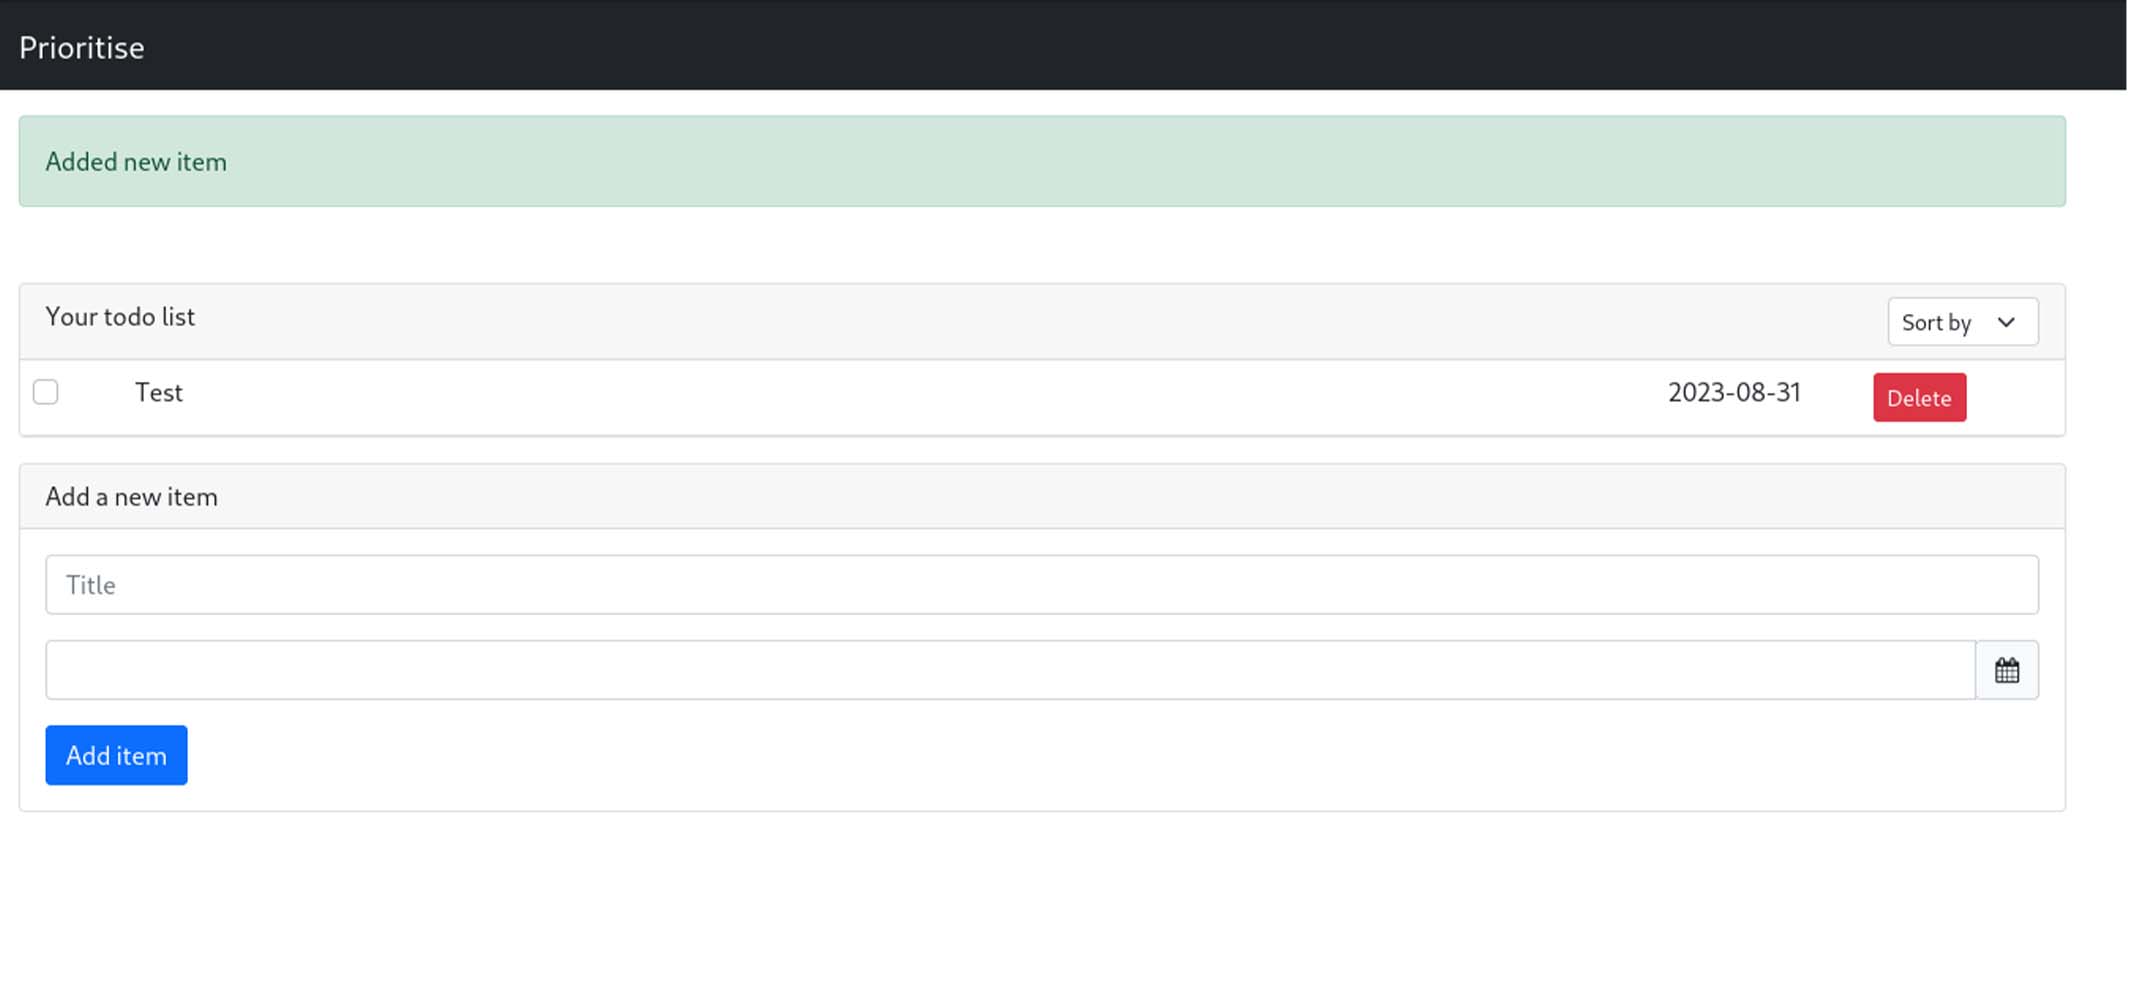 Prioritise
Added new item
Your todo list Sort by
Test 2023-08-31 Delete
Add a new item
Title
Add item